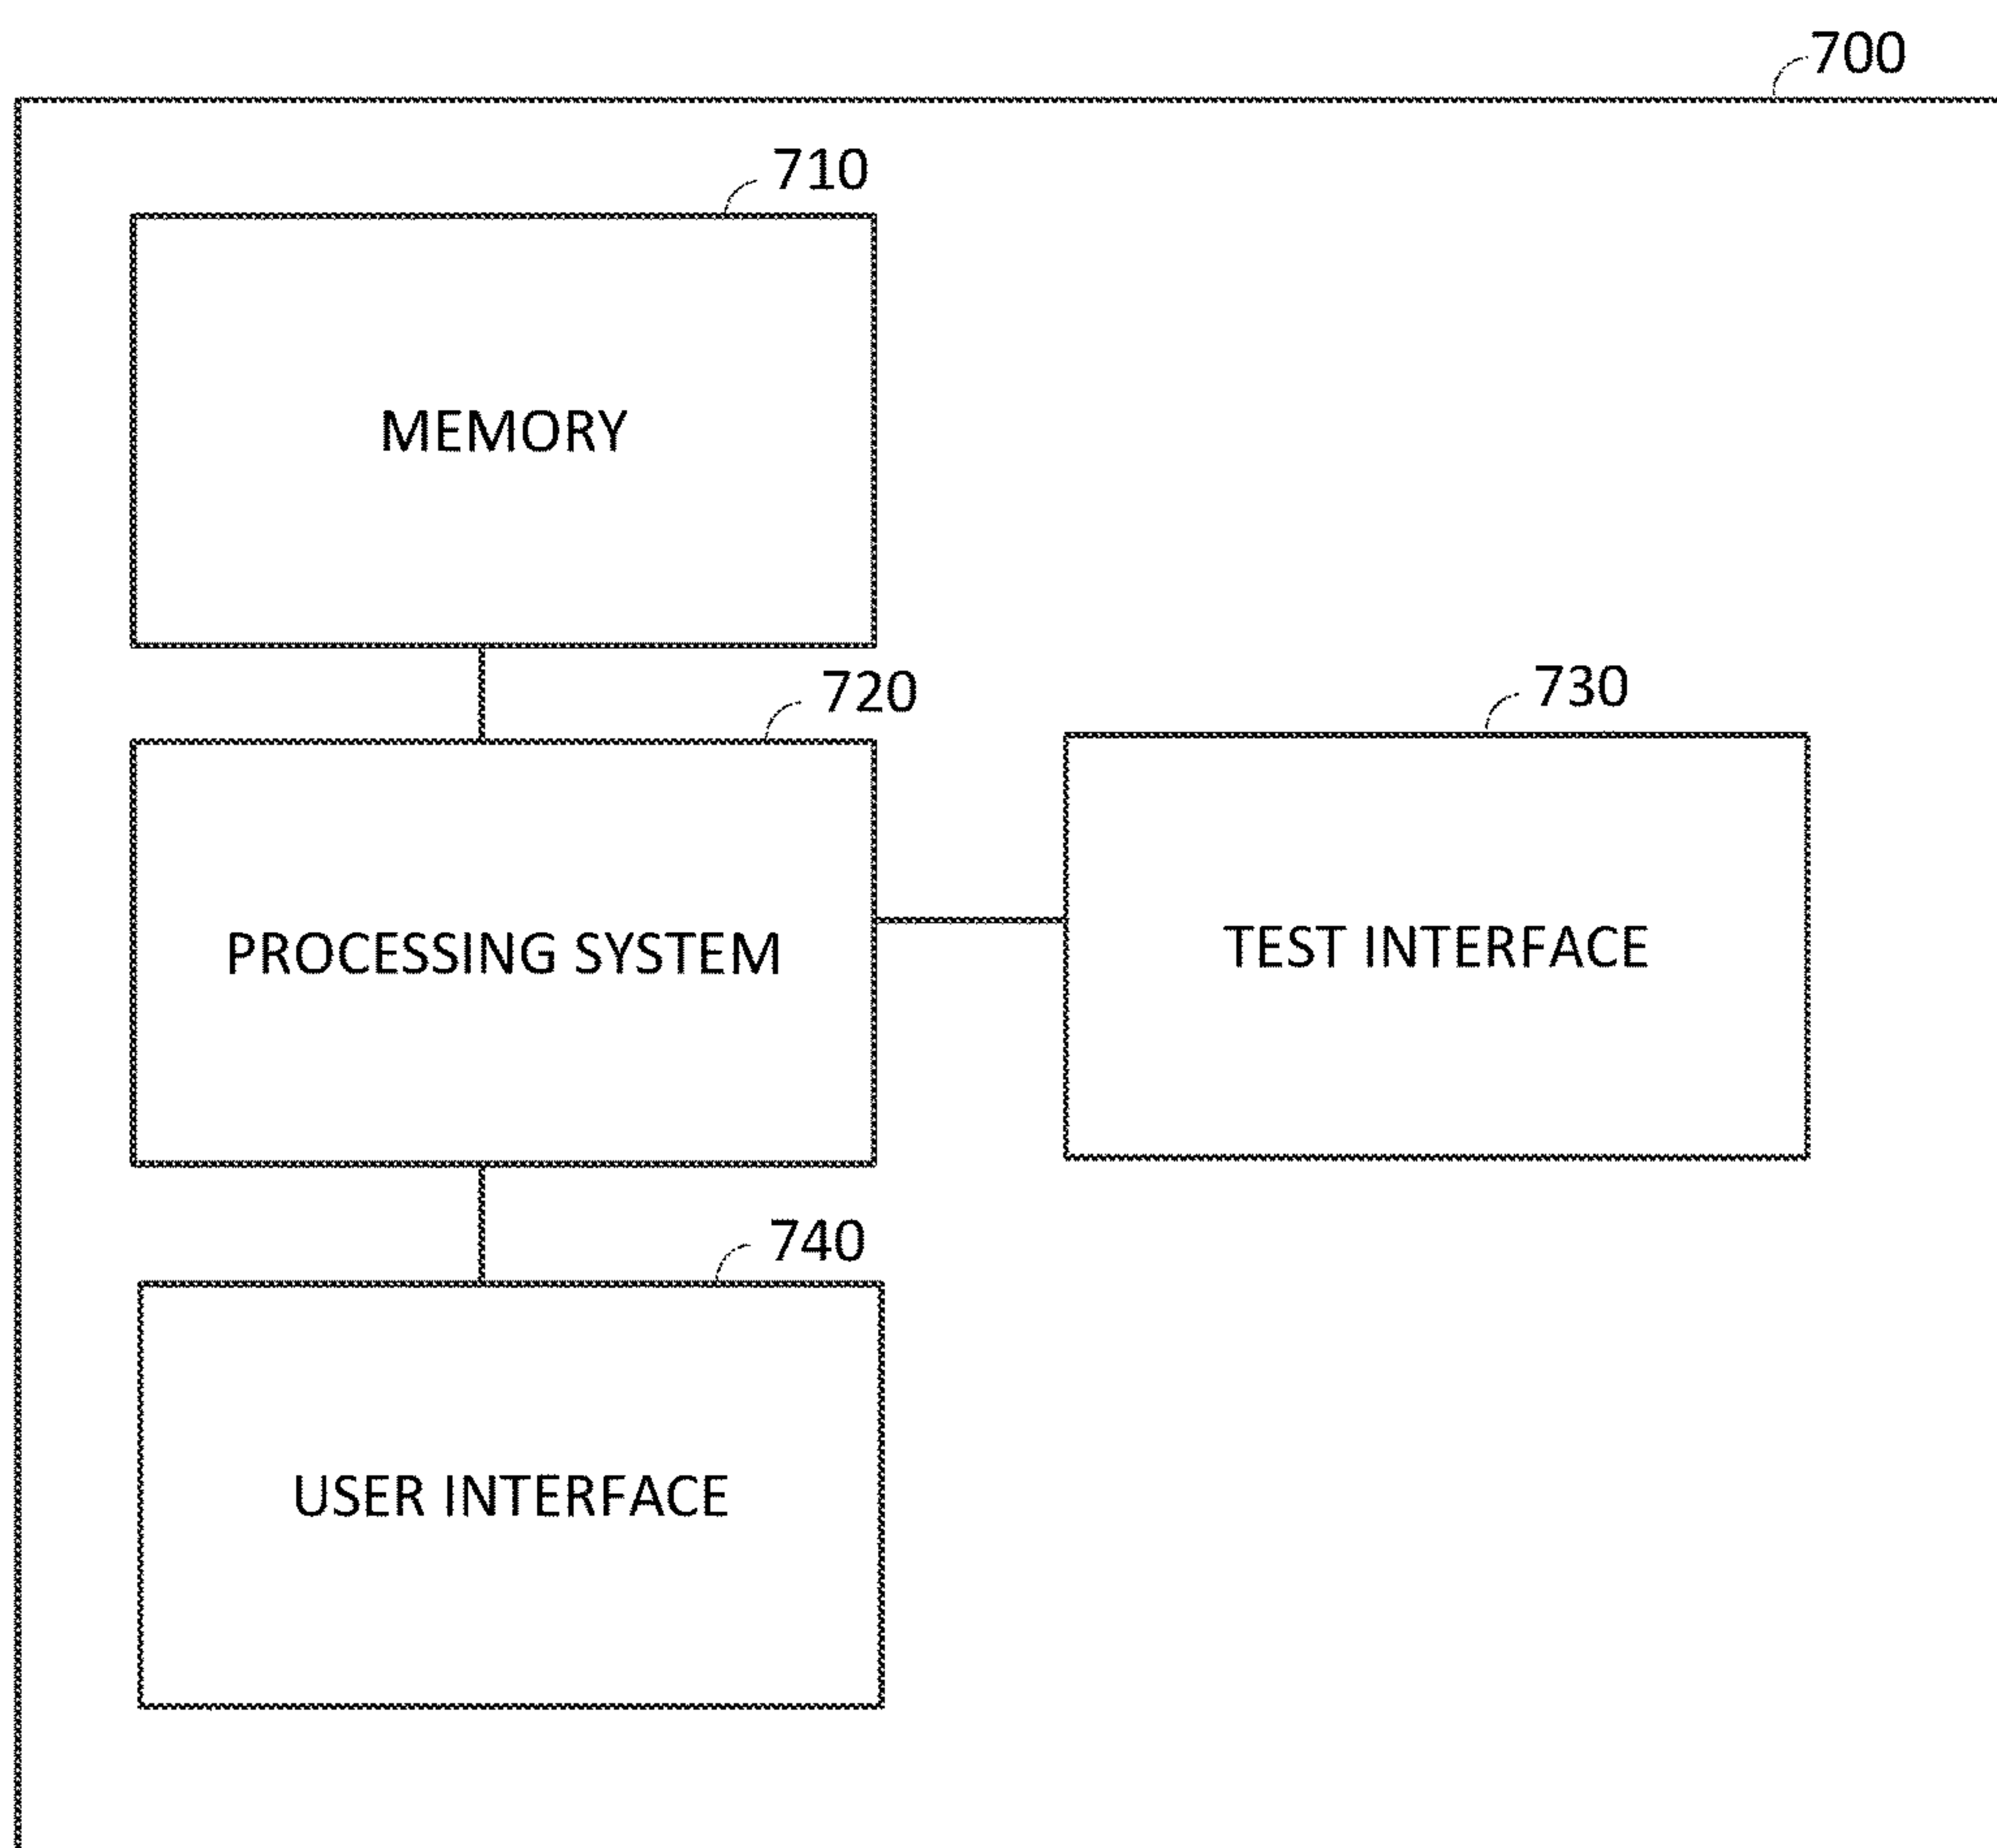 700
710
MEMORY
720
730
PROCESSING SYSTEM
TEST INTERFACE
740
USER INTERFACE